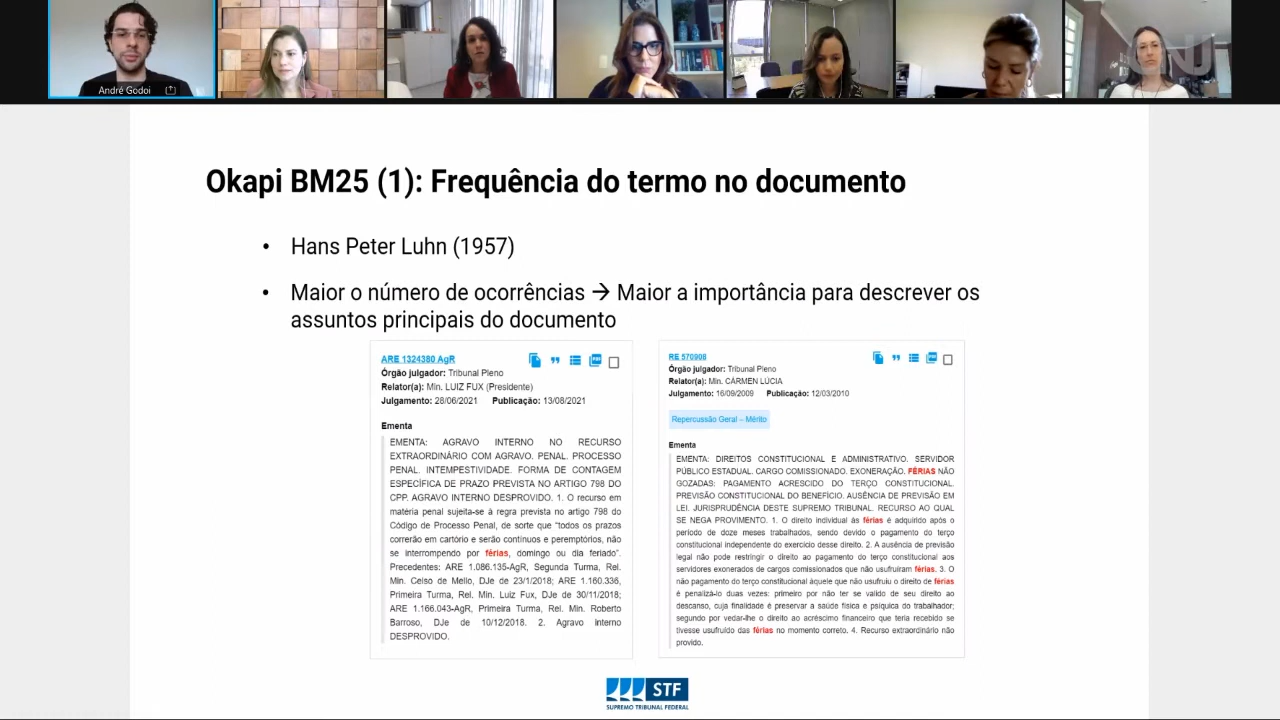 André Godoi
Okapi BM25 (1): Frequência do termo no documento
• Hans Peter Luhn (1957)
• Maior o número de ocorrências → Maior a importância para descrever os
assuntos principais do documento
ARE 1324380 AgR
Órgão julgador: Tribunal Pleno
Relator(a): Min. LUIZ FUX (Presidente)
Julgamento: 28/06/2021 Publicação: 13/08/2021
Ementa
EMENTA: AGRAVO INTERNO NO RECURSO
EXTRAORDINÁRIO COM AGRAVO. PENAL. PROCESSO
PENAL. INTEMPESTIVIDADE. FORMA DE CONTAGEM
ESPECÍFICA DE PRAZO PREVISTA NO ARTIGO 798 DO
CPP. AGRAVO INTERNO DESPROVIDO. 1. O recurso em
matéria penal sujeita-se à regra prevista no artigo 798 do
Código de Processo Penal, de sorte que “todos os prazos
correrão em cartório e serão contínuos e peremptórios, não
se interrompendo por férias, domingo ou dia feriado”.
Precedentes: ARE 1.086.135-AgR, Segunda Turma, Rel.
Min. Celso de Mello, DJe de 23/1/2018; ARE 1.160.336,
Primeira Turma, Rel. Min. Luiz Fux, DJe de 30/11/2018;
ARE 1.166.043-AgR, Primeira Turma, Rel. Min. Roberto
Barroso, DJe de 10/12/2018. 2. Agravo interno
DESPROVIDO.
RE 570908
Órgão julgador: Tribunal Pleno
Relator(a): Min. CÁRMEN LÚCIA
Julgamento: 16/09/2009 Publicação: 12/03/2010
Repercussão Geral – Mérito
Ementa
EMENTA: DIREITOS CONSTITUCIONAL E ADMINISTRATIVO. SERVIDOR
PÚBLICO ESTADUAL. CARGO COMISSIONADO. EXONERAÇÃO. FÉRIAS NÃO
GOZADAS: PAGAMENTO ACRESCIDO DO TERÇO CONSTITUCIONAL.
PREVISÃO CONSTITUCIONAL DO BENEFÍCIO. AUSÊNCIA DE PREVISÃO EM
LEI. JURISPRUDÊNCIA DESTE SUPREMO TRIBUNAL. RECURSO AO QUAL
SE NEGA PROVIMENTO. 1. O direito individual às férias é adquirido após o
período de doze meses trabalhados, sendo devido o pagamento do terço
constitucional independente do exercício desse direito. 2. A ausência de previsão
legal não pode restringir o direito ao pagamento do terço constitucional aos
servidores exonerados de cargos comissionados que não usufruíram férias. 3. O
não pagamento do terço constitucional àquele que não usufruiu o direito de férias
é penalizá-lo duas vezes: primeiro por não ter se valido de seu direito ao
descanso, cuja finalidade é preservar a saúde física e psíquica do trabalhador;
segundo por vedar-lhe o direito ao acréscimo financeiro que teria recebido se
tivesse usufruído das férias no momento correto. 4. Recurso extraordinário não
provido.
STF
SUPREMO TRIBUNAL FEDERAL